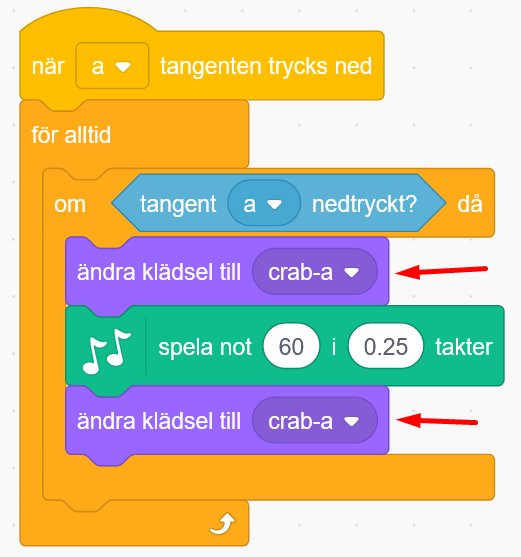 när a tangenten trycks ned
för alltid
om tangent a nedtryckt? då
ändra klädsel till crab-a
spela not 60 i 0.25 takter
ändra klädsel till crab-a